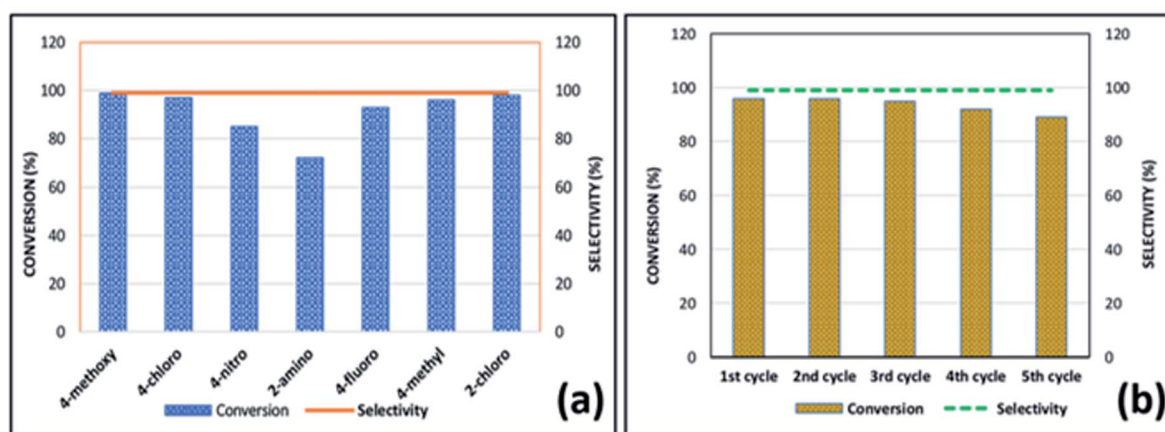 120
100
80
60
40
20
0
CONVERSION (%)
120
100
80
60
40
20
0
SELECTIVITY (%)
4-methoxy
4-chloro
4-nitro
2-amino
4-fluoro
4-methyl
2-chloro
Conversion Selectivity
(a)
120
100
80
60
40
20
0
CONVERSION (%)
120
100
80
60
40
20
0
SELECTIVITY (%)
1st cycle 2nd cycle 3rd cycle 4th cycle 5th cycle
Conversion Selectivity
(b)